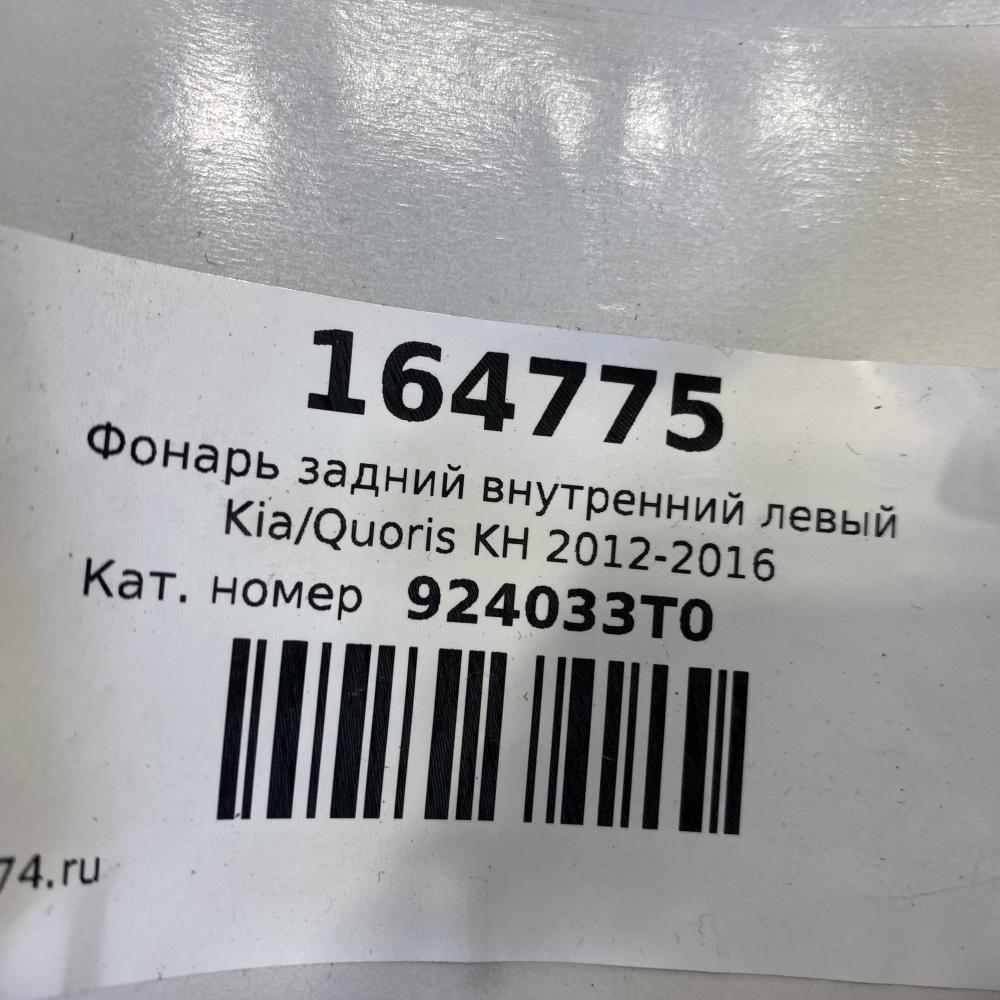 164775
Фонарь задний внутренний левый
Kia/Quoris KH 2012-2016
Кат. номер 924033T0
74.ru